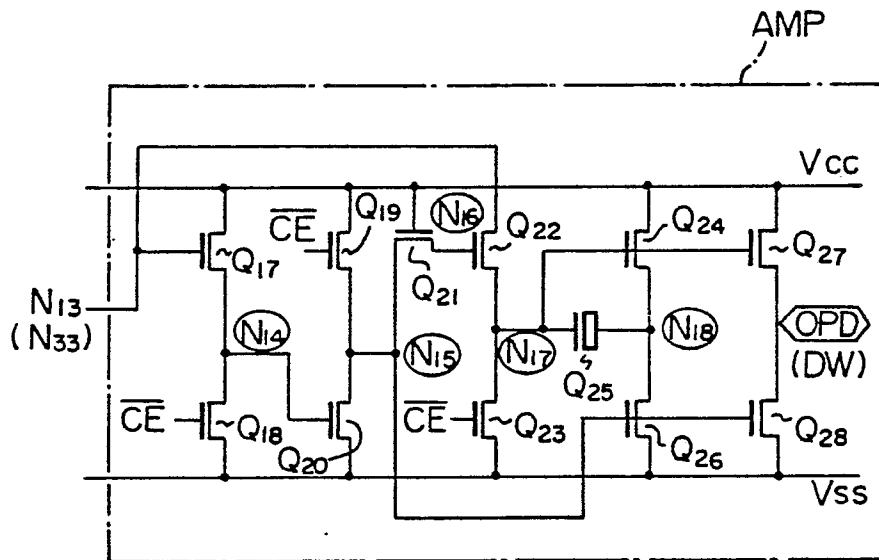 AMP
Vcc
Q19
N16
CE
Q22
Q24
Q17
Q21
Q27
N13
(N33)
N14
N15
N17
N18
OPD
(DW)
Q25
CE
Q18
CE
Q23
Q28
Q20
Q26
Vss